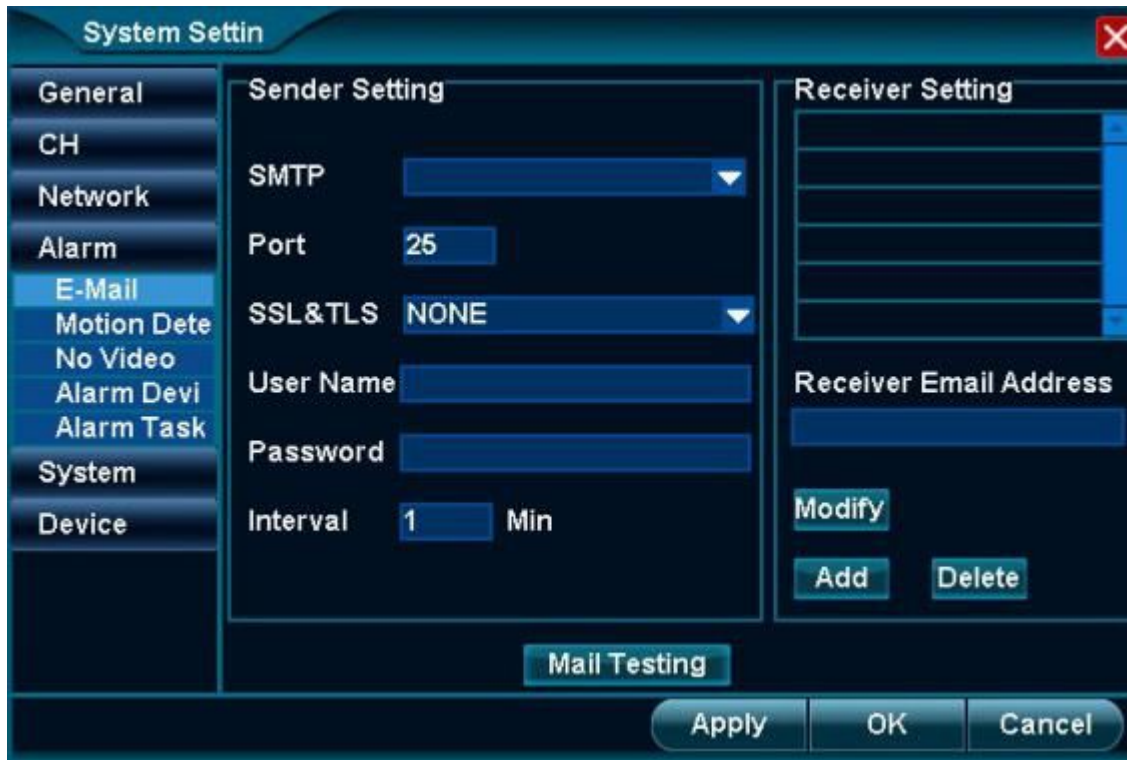 System Settin
General
CH
Network
Alarm
E-Mail
Motion Dete
No Video
Alarm Devi
Alarm Task
System
Device
Sender Setting
SMTP
Port 25
SSL&TLS NONE
User Name
Password
Interval 1 Min
Receiver Setting
Receiver Email Address
Modify
Add Delete
Mail Testing
Apply OK Cancel